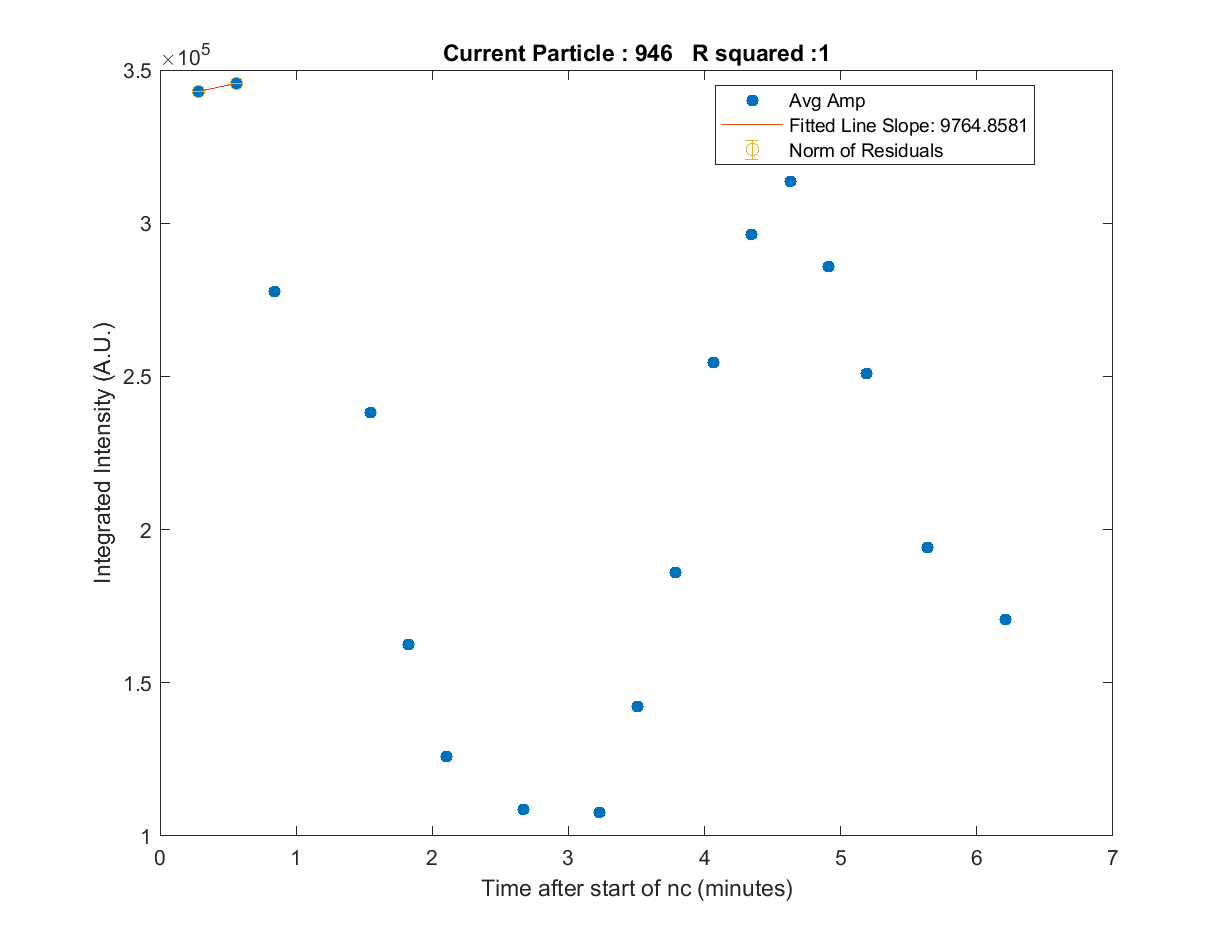 Current Particle : 946   R squared :1
×10^5
Avg Amp
Fitted Line Slope: 9764.8581
Norm of Residuals
3.5
3
2.5
2
1.5
1
Integrated Intensity (A.U.)
0 1 2 3 4 5 6 7
Time after start of nc (minutes)